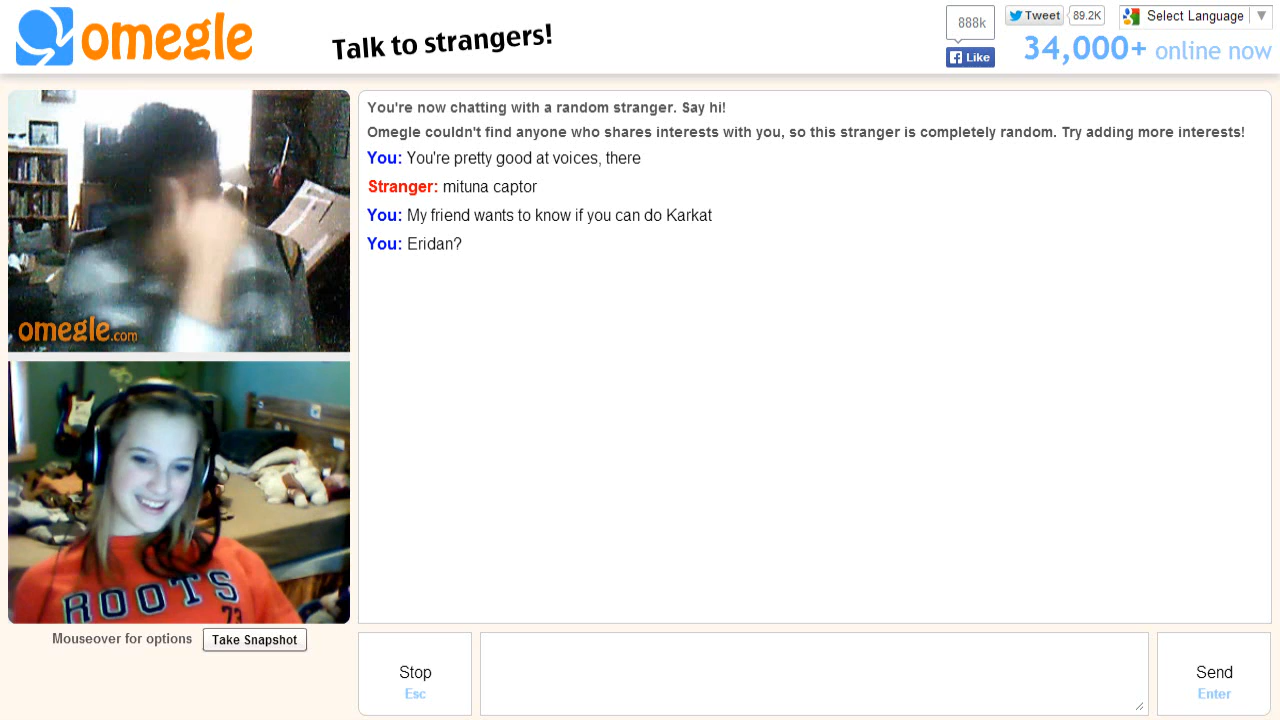 omegle
Talk to strangers!
888k
Like
Tweet
89.2K
Select Language
34,000+ online now
omegle.com
ROOTS
73
Mouseover for options
Take Snapshot
You're now chatting with a random stranger. Say hi!
Omegle couldn't find anyone who shares interests with you, so this stranger is completely random. Try adding more interests!
You: You're pretty good at voices, there
Stranger: mituna captor
You: My friend wants to know if you can do Karkat
You: Eridan?
Stop
Esc
Send
Enter